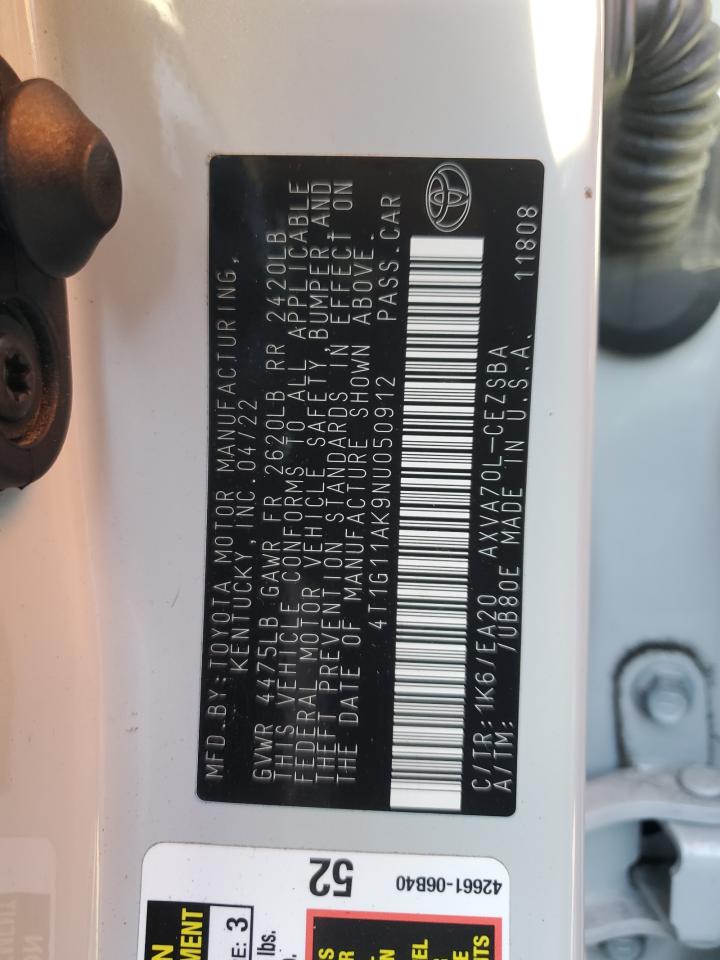 MFD.BY:TOYOTA MOTOR MANUFACTURING,
KENTUCKY, INC.04/22
GVWR 4475LB GAWR FR 2620LB RR 2420LB
THIS VEHICLE CONFORMS TO ALL APPLICABLE
FEDERAL MOTOR VEHICLE SAFETY, BUMPER,AND
THEFT PREVENTION STANDARDS IN EFFECT ON
THE DATE OF MANUFACTURE SHOWN ABOVE.
4T1G11AK9NU050912 PASS.CAR
C/TR:1K6/EA20 AXVA70L-CEZSBA
A/TM: /UB80E MADE IN U.S.A. 11808
52
42661-06B40
3
lbs.